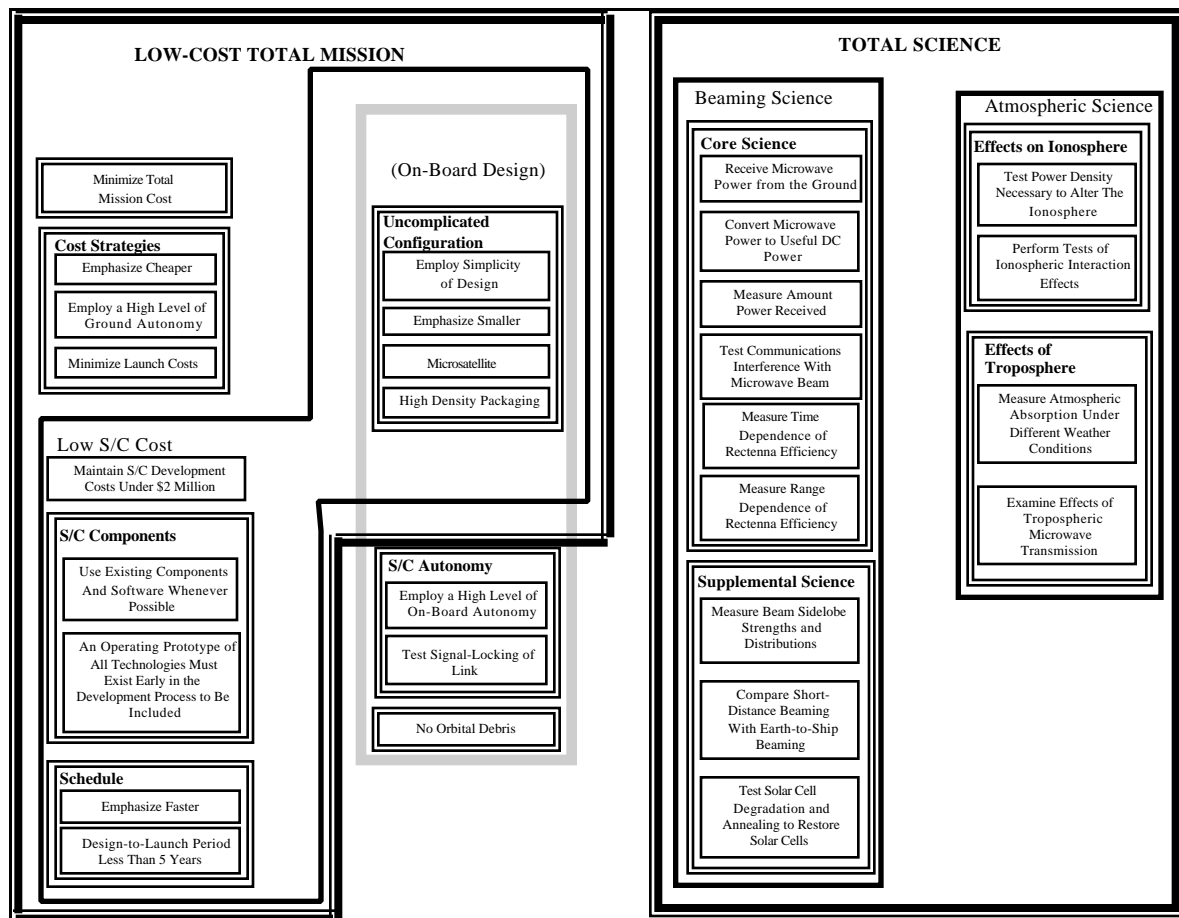 LOW-COST TOTAL MISSION
Minimize Total
Mission Cost
Cost Strategies
Emphasize Cheaper
Employ a High Level of
Ground Autonomy
Minimize Launch Costs
(On-Board Design)
Uncomplicated
Configuration
Employ Simplicity
of Design
Emphasize Smaller
Microsatellite
High Density Packaging
Low S/C Cost
Maintain S/C Development
Costs Under $2 Million
S/C Components
Use Existing Components
And Software Whenever
Possible
An Operating Prototype of
All Technologies Must
Exist Early in the
Development Process to Be
Included
Schedule
Emphasize Faster
Design-to-Launch Period
Less Than 5 Years
S/C Autonomy
Employ a High Level of
On-Board Autonomy
Test Signal-Locking of
Link
No Orbital Debris
TOTAL SCIENCE
Beaming Science
Core Science
Receive Microwave
Power from the Ground
Convert Microwave
Power to Useful DC
Power
Measure Amount
Power Received
Test Communications
Interference With
Microwave Beam
Measure Time
Dependence of
Rectenna Efficiency
Measure Range
Dependence of
Rectenna Efficiency
Supplemental Science
Measure Beam Sidelobe
Strengths and
Distributions
Compare Short-
Distance Beaming
With Earth-to-Ship
Beaming
Test Solar Cell
Degradation and
Annealing to Restore
Solar Cells
Atmospheric Science
Effects on Ionosphere
Test Power Density
Necessary to Alter The
Ionosphere
Perform Tests of
Ionospheric Interaction
Effects
Effects of
Troposphere
Measure Atmospheric
Absorption Under
Different Weather
Conditions
Examine Effects of
Tropospheric
Microwave
Transmission